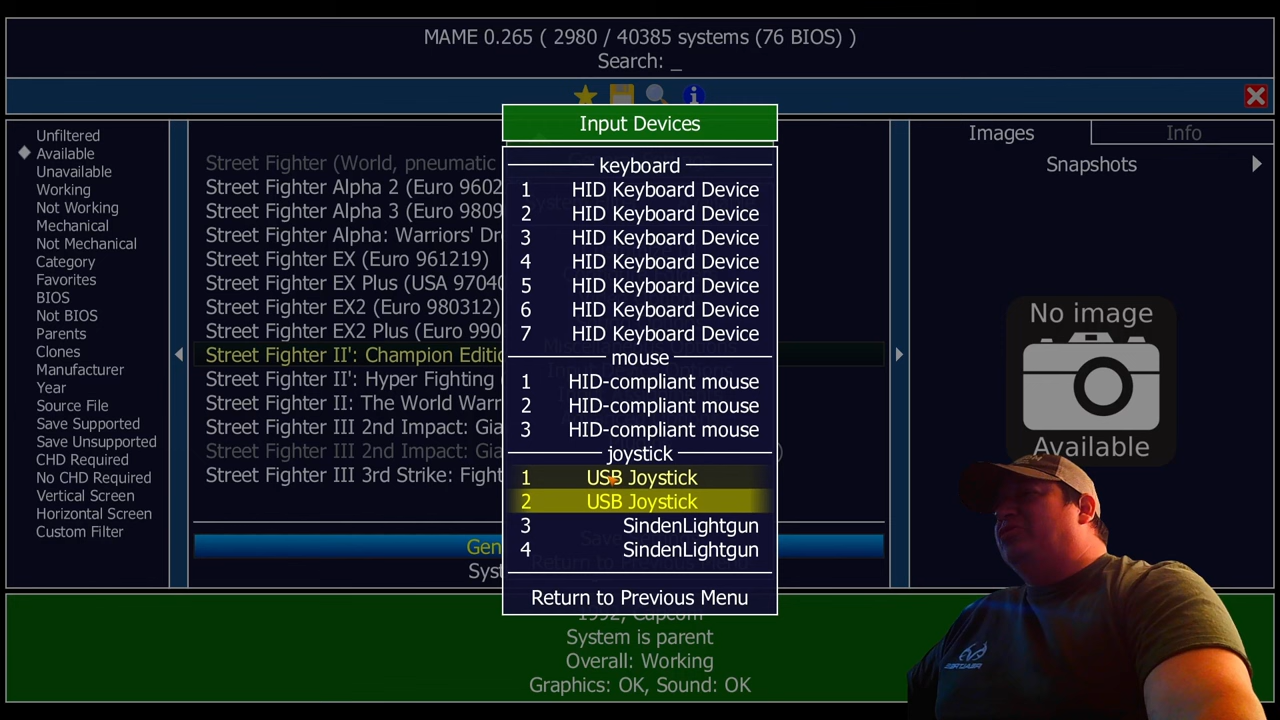 MAME 0.265 ( 2980 / 40385 systems (76 BIOS) )
Search: _
Input Devices
keyboard
1 HID Keyboard Device
2 HID Keyboard Device
3 HID Keyboard Device
4 HID Keyboard Device
5 HID Keyboard Device
6 HID Keyboard Device
7 HID Keyboard Device
mouse
1 HID-compliant mouse
2 HID-compliant mouse
3 HID-compliant mouse
joystick
1 USB Joystick
2 USB Joystick
3 SindenLightgun
4 SindenLightgun
Return to Previous Menu
Unfiltered
Available
Unavailable
Working
Not Working
Mechanical
Not Mechanical
Category
Favorites
BIOS
Not BIOS
Parents
Clones
Manufacturer
Year
Source File
Save Supported
Save Unsupported
CHD Required
No CHD Required
Vertical Screen
Horizontal Screen
Custom Filter
Street Fighter (World, pneumatic
Street Fighter Alpha 2 (Euro 9602
Street Fighter Alpha 3 (Euro 9809
Street Fighter Alpha: Warriors' Dr
Street Fighter EX (Euro 961219)
Street Fighter EX Plus (USA 97040
Street Fighter EX2 (Euro 980312)
Street Fighter EX2 Plus (Euro 990
Street Fighter II': Champion Editio
Street Fighter II': Hyper Fighting
Street Fighter II: The World Warr
Street Fighter III 2nd Impact: Gia
Street Fighter III 2nd Impact: Gia
Street Fighter III 3rd Strike: Fight
Gen
Syst
Images
Info
Snapshots
No image
Available
1992, Capcom
System is parent
Overall: Working
Graphics: OK, Sound: OK